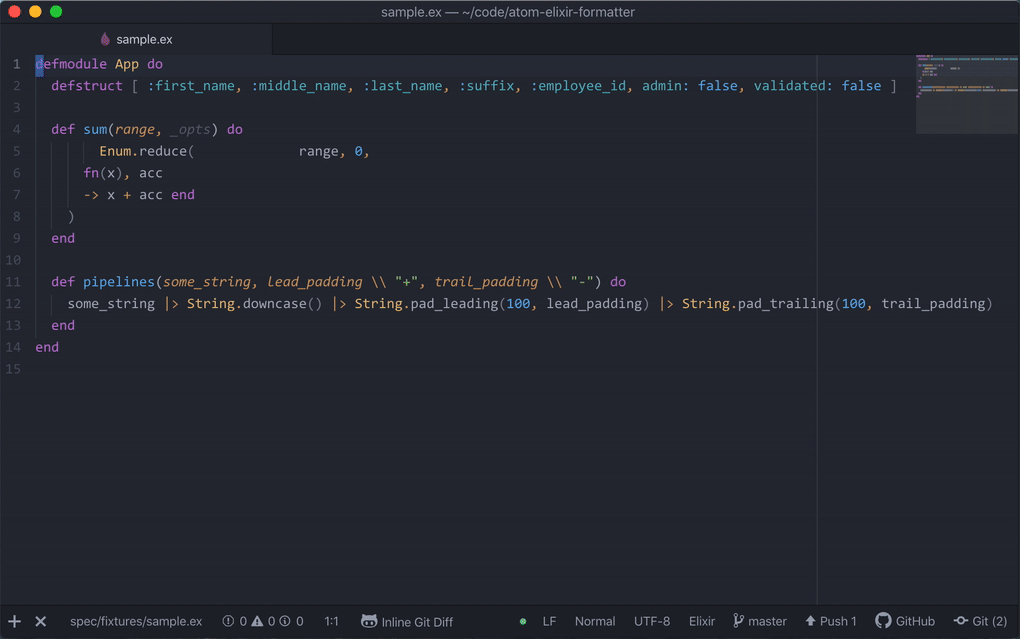 sample.ex — ~/code/atom-elixir-formatter
sample.ex
1 defmodule App do
2   defstruct [ :first_name, :middle_name, :last_name, :suffix, :employee_id, admin: false, validated: false ]
3
4   def sum(range, _opts) do
5         Enum.reduce(             range, 0,
6       fn(x), acc
7       -> x + acc end
8     )
9   end
10
11   def pipelines(some_string, lead_padding \\ "+", trail_padding \\ "-") do
12     some_string |> String.downcase() |> String.pad_leading(100, lead_padding) |> String.pad_trailing(100, trail_padding)
13   end
14 end
15
spec/fixtures/sample.ex 0 0 0 1:1 Inline Git Diff LF Normal UTF-8 Elixir master Push 1 GitHub Git (2)